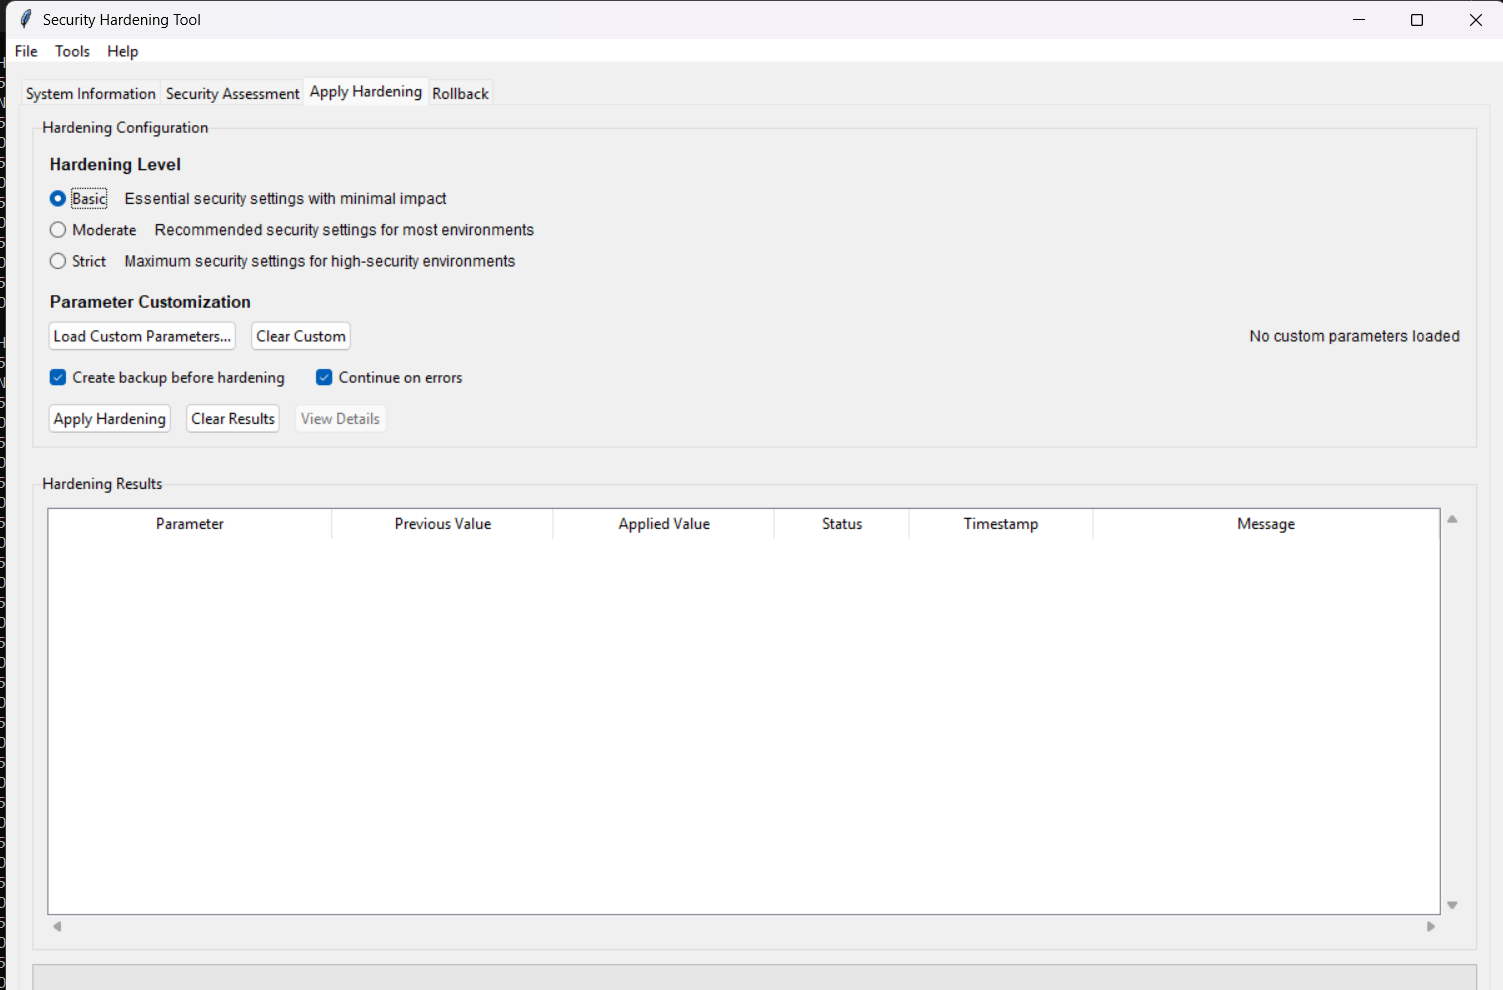 Security Hardening Tool
File Tools Help
System Information Security Assessment Apply Hardening Rollback
Hardening Configuration
Hardening Level
Basic Essential security settings with minimal impact
Moderate Recommended security settings for most environments
Strict Maximum security settings for high-security environments
Parameter Customization
Load Custom Parameters... Clear Custom No custom parameters loaded
Create backup before hardening Continue on errors
Apply Hardening Clear Results View Details
Hardening Results
Parameter Previous Value Applied Value Status Timestamp Message